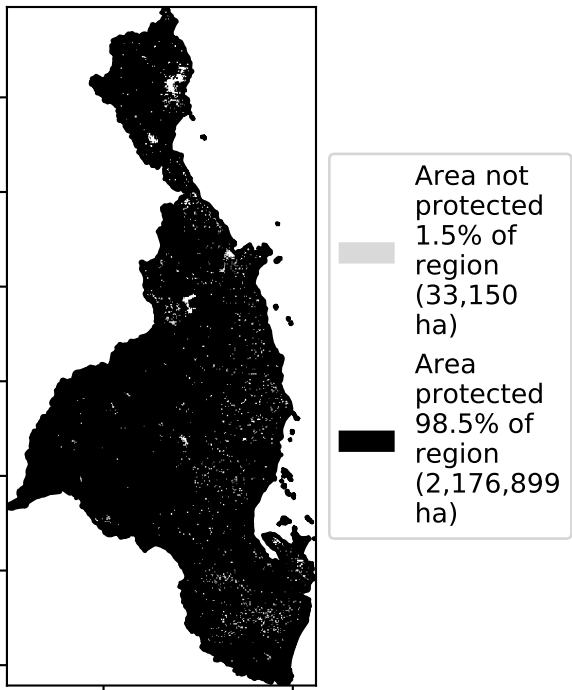 Area not
protected
1.5% of
region
(33,150
ha)
Area
protected
98.5% of
region
(2,176,899
ha)